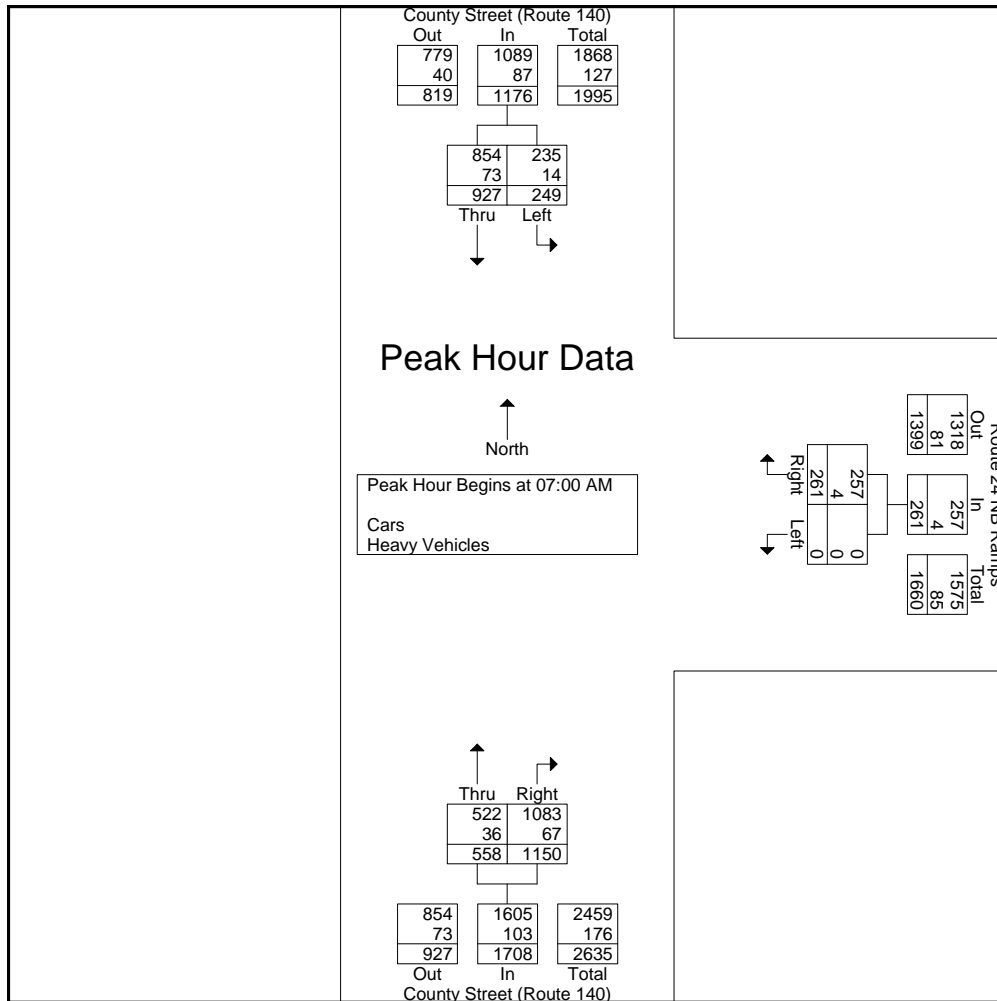 County Street (Route 140)
Out In Total
779 1089 1868
40 87 127
819 1176 1995
854 235
73 14
927 249
Thru Left
Peak Hour Data
North
Peak Hour Begins at 07:00 AM
Cars
Heavy Vehicles
Route 24 NB Ramps
Out In Total
1318 257 1575
81 4 85
1399 261 1660
257 0
4 0
261 0
Right Left
Thru Right
522 1083
36 67
558 1150
854 1605 2459
73 103 176
927 1708 2635
Out In Total
County Street (Route 140)